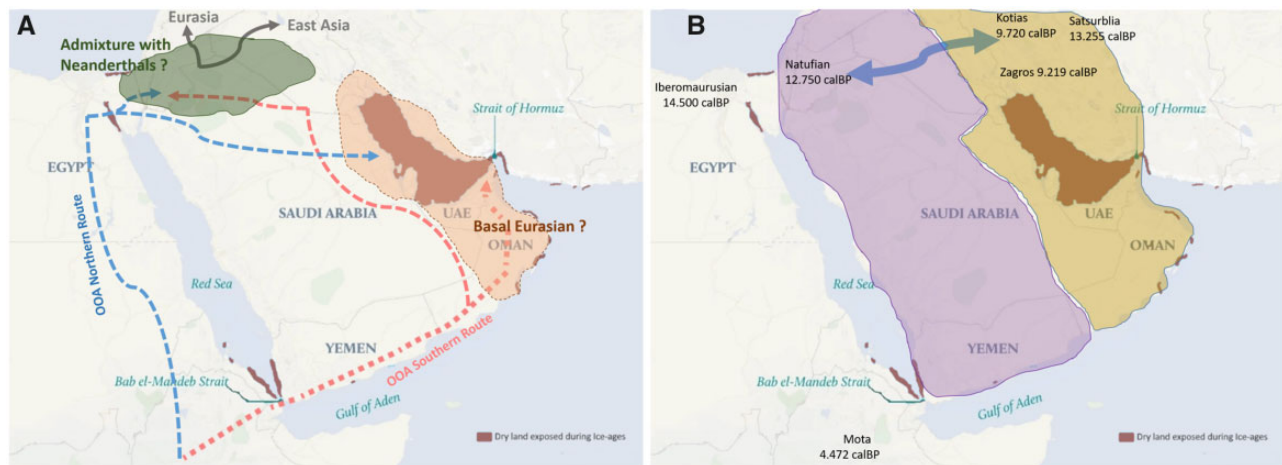 A
Eurasia
East Asia
Admixture with
Neanderthals ?
Strait of Hormuz
EGYPT
OOA Northern Route
SAUDI ARABIA
UAE
Basal Eurasian ?
OMAN
Red Sea
YEMEN
OOA Southern Route
Bab el-Mandeb Strait
Gulf of Aden
Dry land exposed during Ice-ages
B
Kotias
9.720 calBP
Satsurblia
13.255 calBP
Natufian
12.750 calBP
Zagros 9.219 calBP
Iberomaurusian
14.500 calBP
Strait of Hormuz
EGYPT
SAUDI ARABIA
UAE
OMAN
Red Sea
YEMEN
Bab el-Mandeb Strait
Gulf of Aden
Mota
4.472 calBP
Dry land exposed during Ice-ages